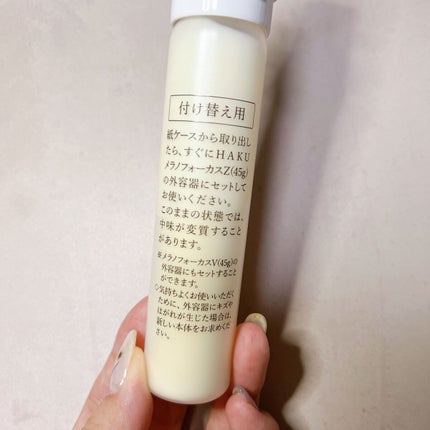 付け替え用
紙ケースから取り出し
たら、すぐにHAKU
メラノフォーカスZ(45g)
の外容器にセットして
お使いください。
このままの状態では、
中味が変質すること
があります。
※メラノフォーカスV(45g)の
外容器にもセットすること
ができます。
○気持ちよくお使いいただく
ために、外容器にキズや
はがれが生じた場合は、
新しい本体をお求めくだ
さい。